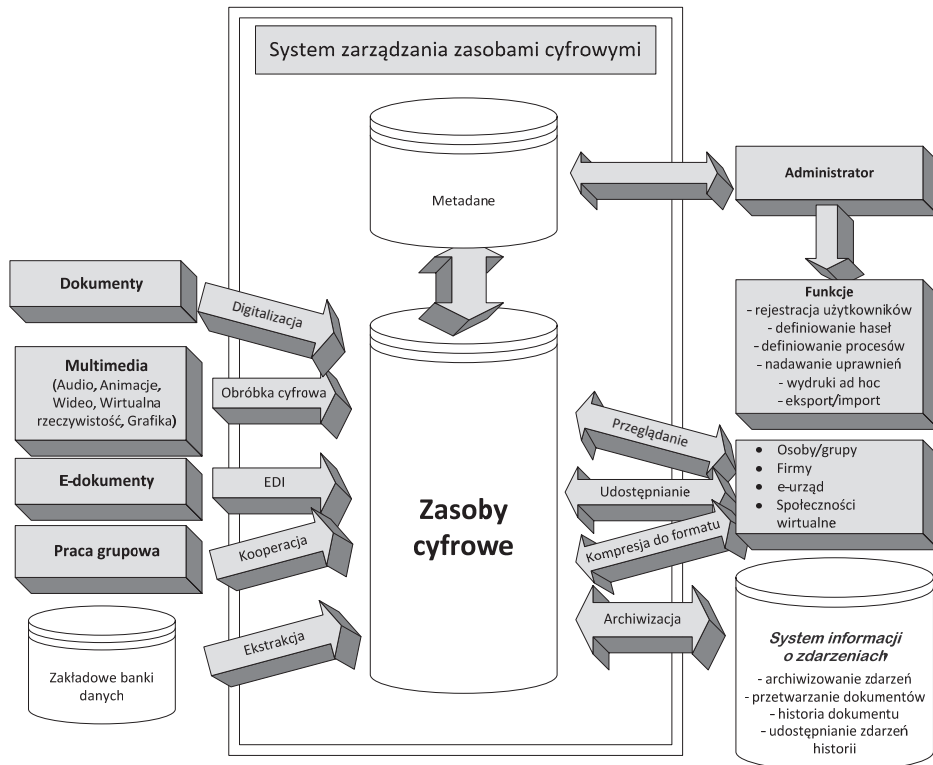 System zarządzania zasobami cyfrowymi
Metadane
Administrator
Dokumenty
Digitalizacja
Multimedia
(Audio, Animacje,
Wideo, Wirtualna
rzeczywistość, Grafika)
Obróbka cyfrowa
E-dokumenty
EDI
Praca grupowa
Kooperacja
Zakładowe banki
danych
Ekstrakcja
Zasoby
cyfrowe
Funkcje
- rejestracja użytkowników
- definiowanie haseł
- definiowanie procesów
- nadawanie uprawnień
- wydruki ad hoc
- eksport/import
Przeglądanie
Udostępnianie
Kompresja do formatu
Archiwizacja
• Osoby/grupy
• Firmy
• e-urząd
• Społeczności
wirtualne
System informacji
o zdarzeniach
- archiwizowanie zdarzeń
- przetwarzanie dokumentów
- historia dokumentu
- udostępnianie zdarzeń
historii